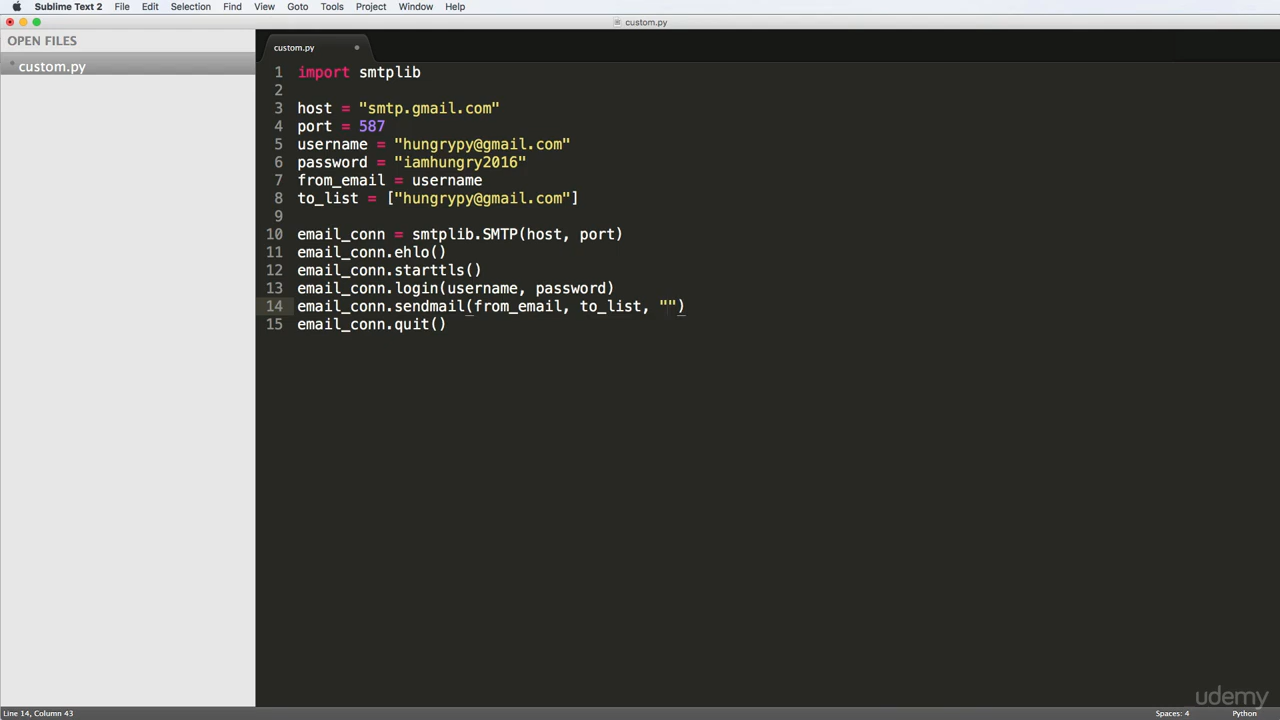 Sublime Text 2 File Edit Selection Find View Goto Tools Project Window Help
custom.py
OPEN FILES
custom.py
custom.py
1 import smtplib
2
3 host = "smtp.gmail.com"
4 port = 587
5 username = "hungrypy@gmail.com"
6 password = "iamhungry2016"
7 from_email = username
8 to_list = ["hungrypy@gmail.com"]
9
10 email_conn = smtplib.SMTP(host, port)
11 email_conn.ehlo()
12 email_conn.starttls()
13 email_conn.login(username, password)
14 email_conn.sendmail(from_email, to_list, "")
15 email_conn.quit()
udemy
Line 14, Column 43 Spaces: 4 Python